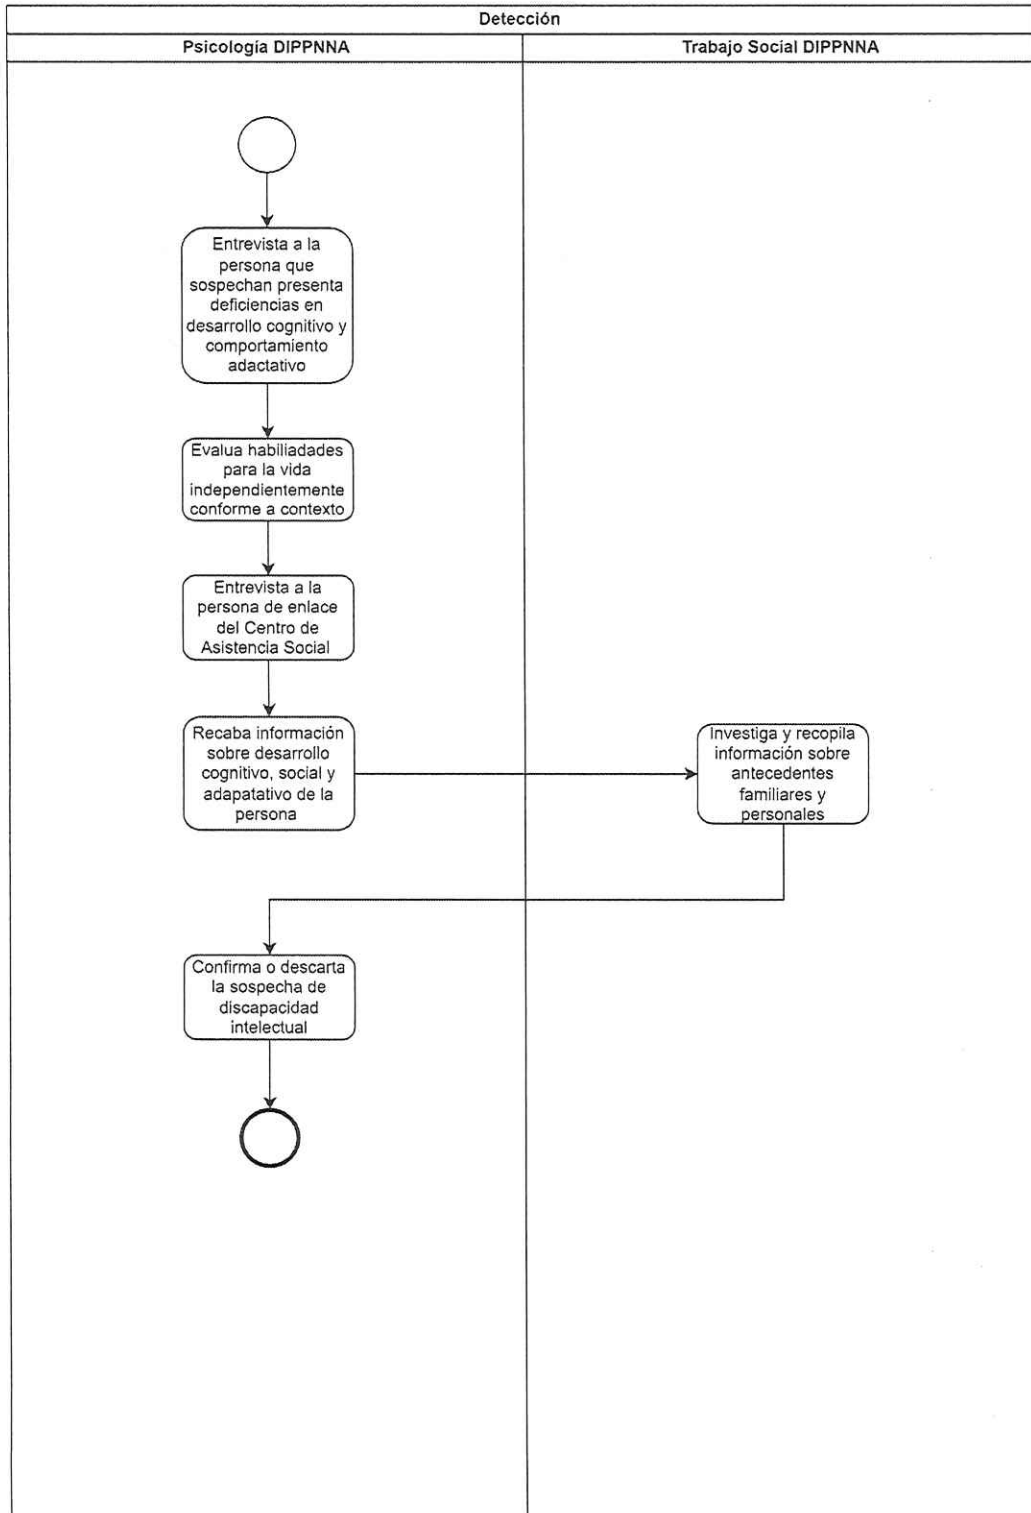 Detección
Psicología DIPPNNA
Trabajo Social DIPPNNA
Entrevista a la
persona que
sospechan presenta
deficiencias en
desarrollo cognitivo y
comportamiento
adactativo
Evalua habiliadades
para la vida
independientemente
conforme a contexto
Entrevista a la
persona de enlace
del Centro de
Asistencia Social
Recaba información
sobre desarrollo
cognitivo, social y
adapatativo de la
persona
Investiga y recopila
información sobre
antecedentes
familiares y
personales
Confirma o descarta
la sospecha de
discapacidad
intelectual